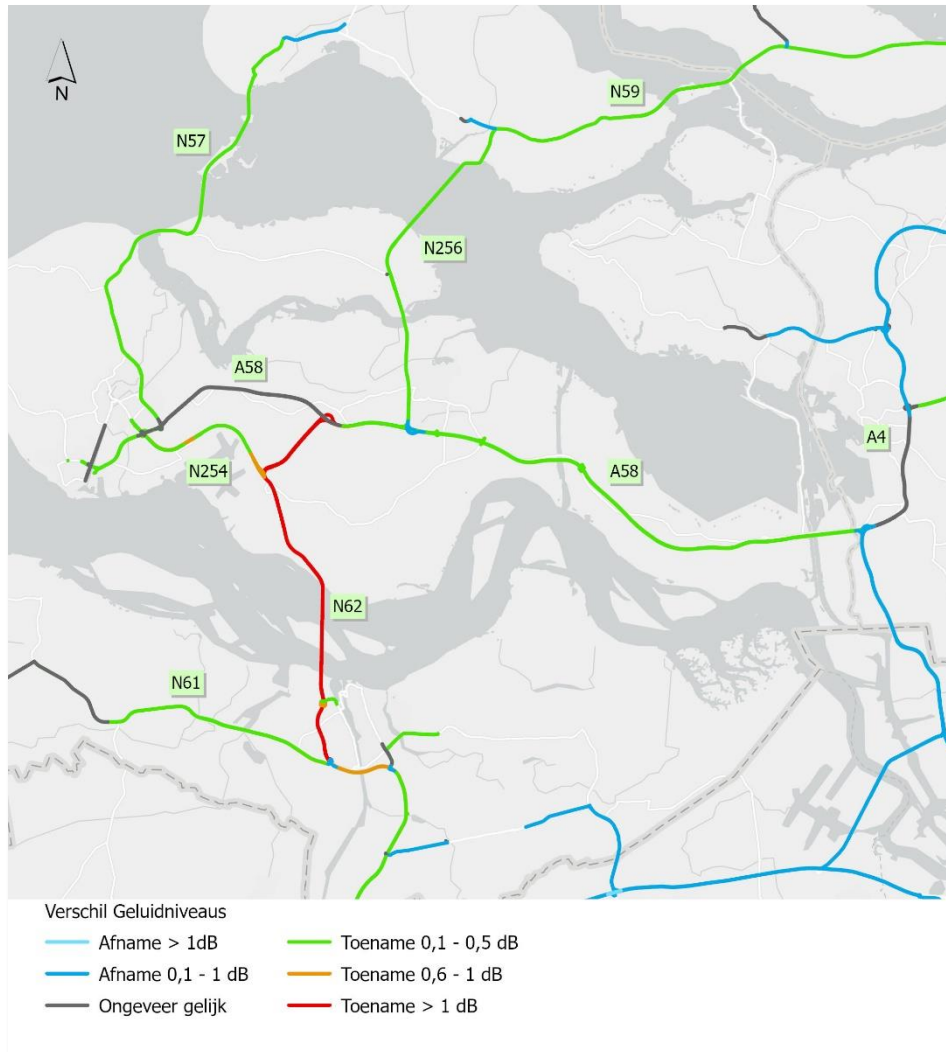 N
N59
N57
N256
A58
A4
N254
A58
N62
N61
Verschil Geluidniveaus
Afname > 1dB
Afname 0,1 - 1 dB
Ongeveer gelijk
Toename 0,1 - 0,5 dB
Toename 0,6 - 1 dB
Toename > 1 dB